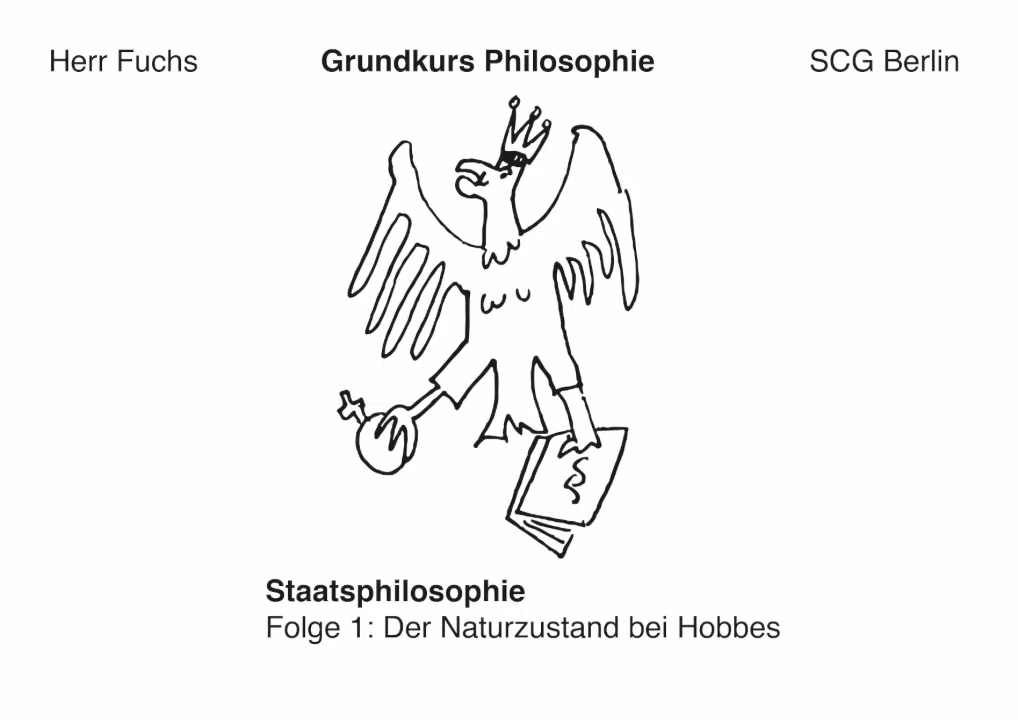 Herr Fuchs
Grundkurs Philosophie
SCG Berlin
§
Staatsphilosophie
Folge 1: Der Naturzustand bei Hobbes